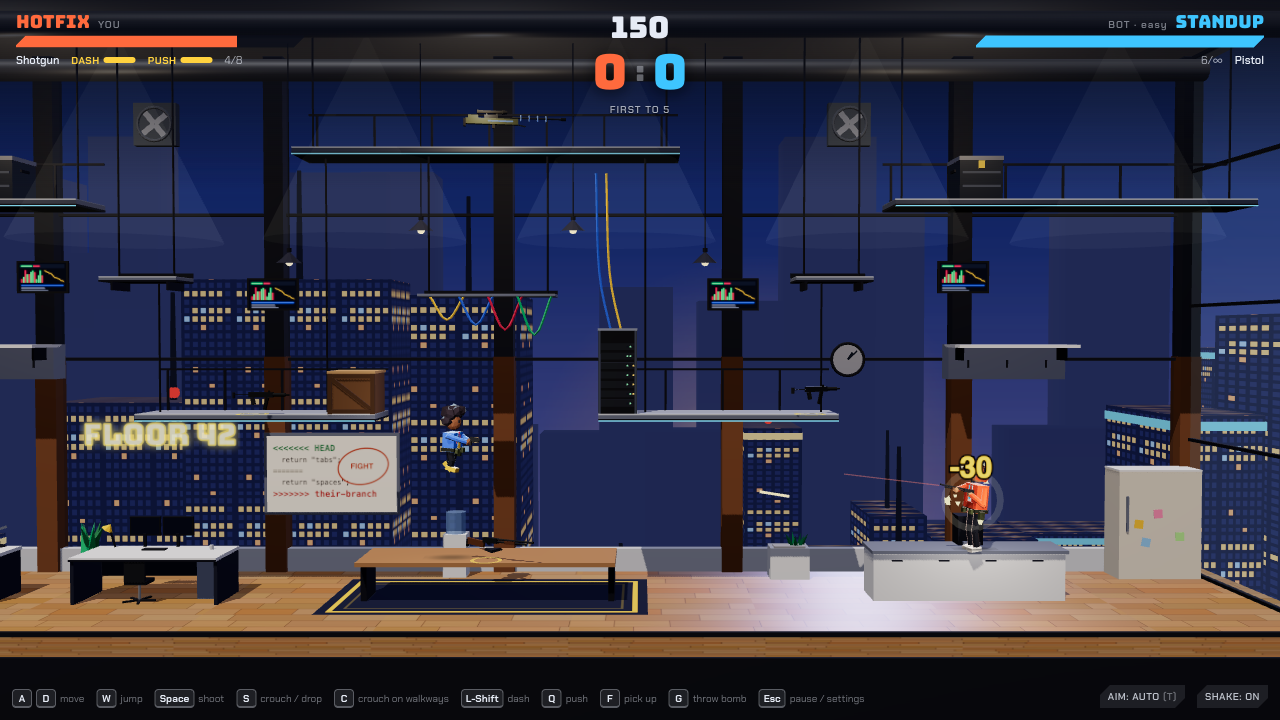 HOTFIX YOU
150
BOT · easy STANDUP
Shotgun DASH PUSH 4/8
0 : 0
6/∞ Pistol
FIRST TO 5
FLOOR 42
<<<<<<< HEAD
return "tabs";
=======
return "spaces";
>>>>>>> their-branch
FIGHT
-30
A D move W jump Space shoot S crouch / drop C crouch on walkways L-Shift dash Q push F pick up G throw bomb Esc pause / settings
AIM: AUTO [T] SHAKE: ON